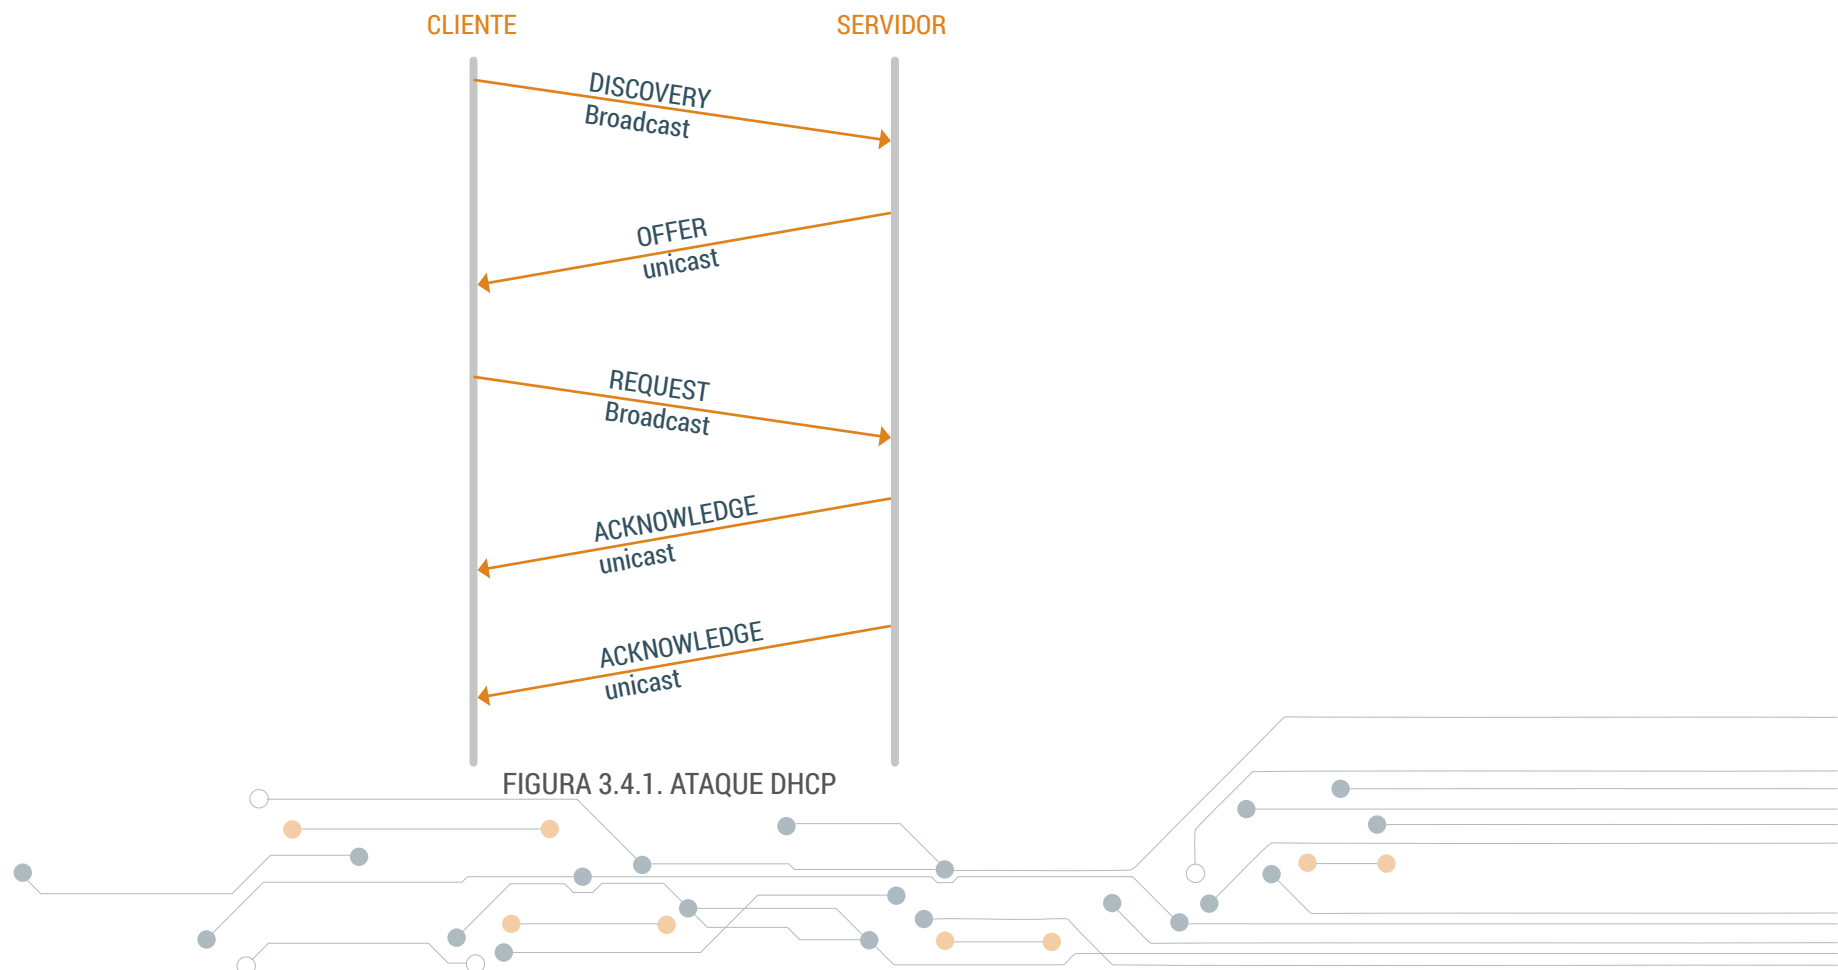 CLIENTE
SERVIDOR
DISCOVERY
Broadcast
OFFER
unicast
REQUEST
Broadcast
ACKNOWLEDGE
unicast
ACKNOWLEDGE
unicast
FIGURA 3.4.1. ATAQUE DHCP